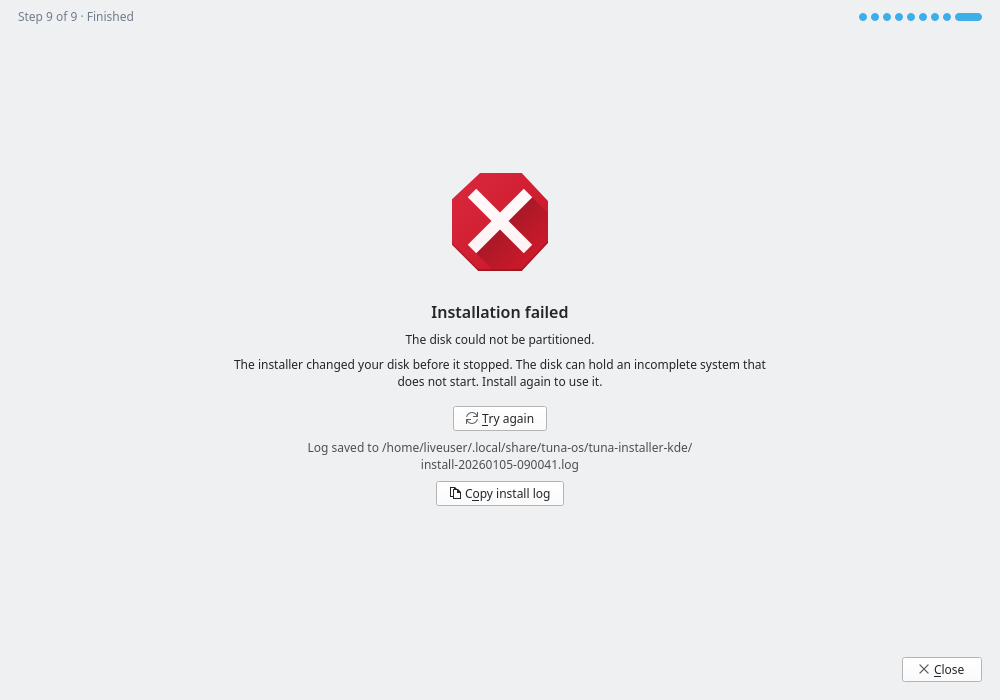 Step 9 of 9 · Finished
Installation failed
The disk could not be partitioned.
The installer changed your disk before it stopped. The disk can hold an incomplete system that
does not start. Install again to use it.
Try again
Log saved to /home/liveuser/.local/share/tuna-os/tuna-installer-kde/
install-20260105-090041.log
Copy install log
Close